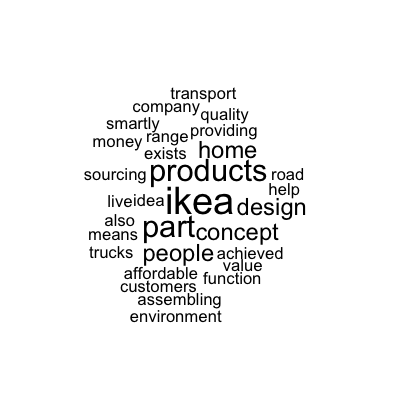 transport
company quality
smartly providing
money range
exists home
sourcing products road
help
live idea ikea design
also part concept
means
trucks people achieved
value
affordable function
customers
assembling
environment